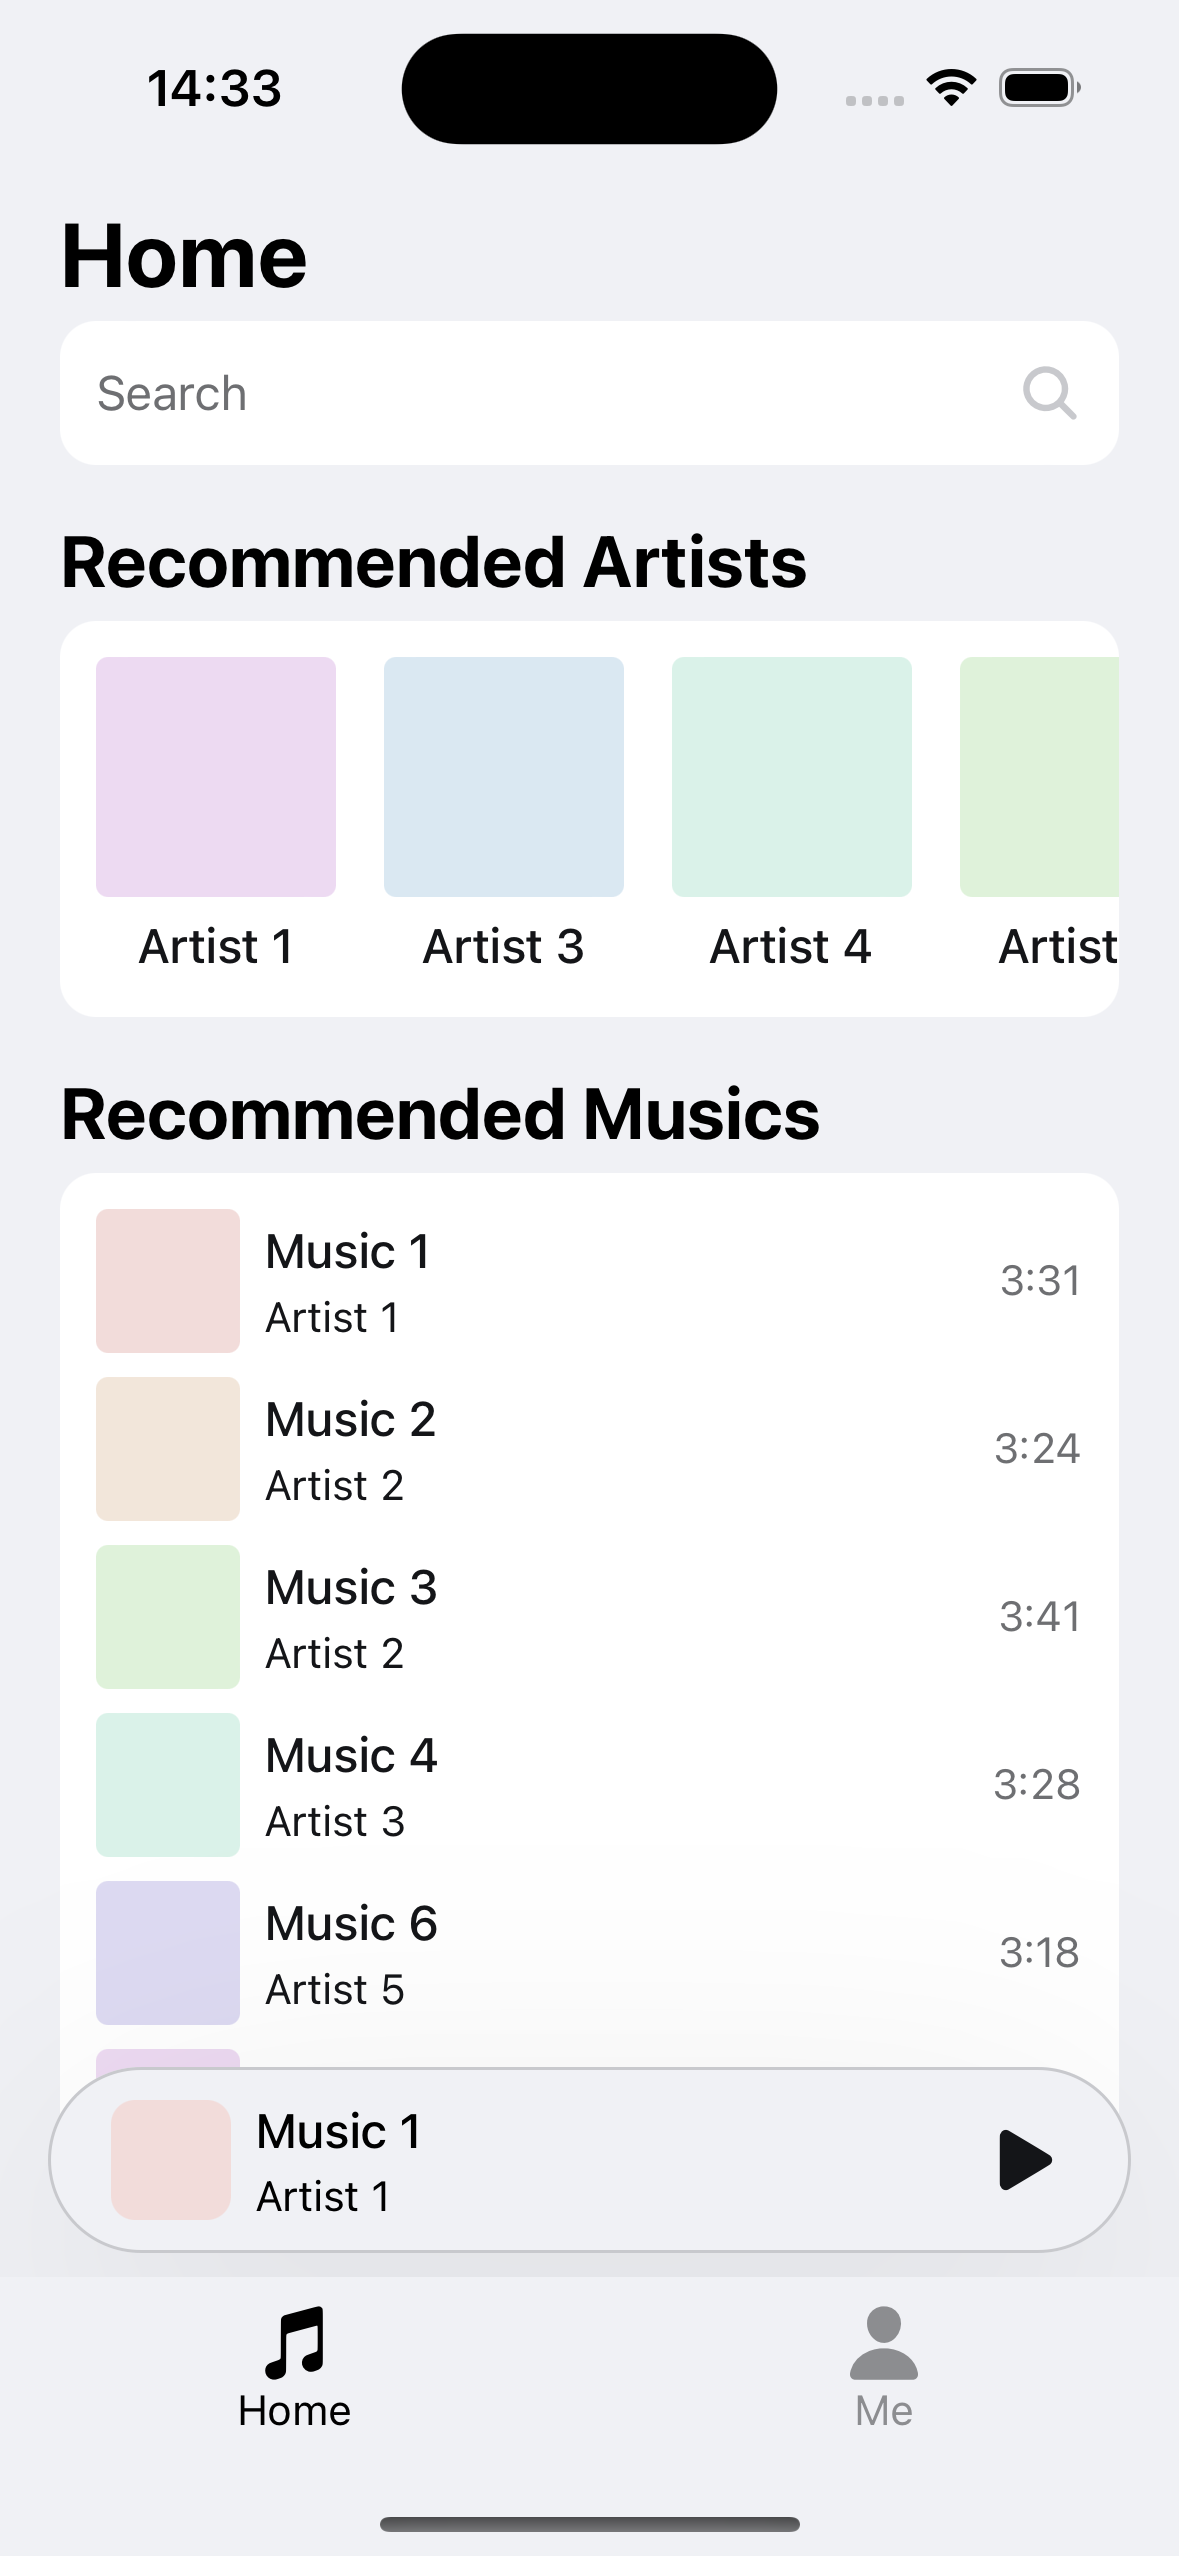 14:33
Home
Search
Recommended Artists
Artist 1
Artist 3
Artist 4
Artist
Recommended Musics
Music 1
Artist 1
3:31
Music 2
Artist 2
3:24
Music 3
Artist 2
3:41
Music 4
Artist 3
3:28
Music 6
Artist 5
3:18
Music 1
Artist 1
Home
Me